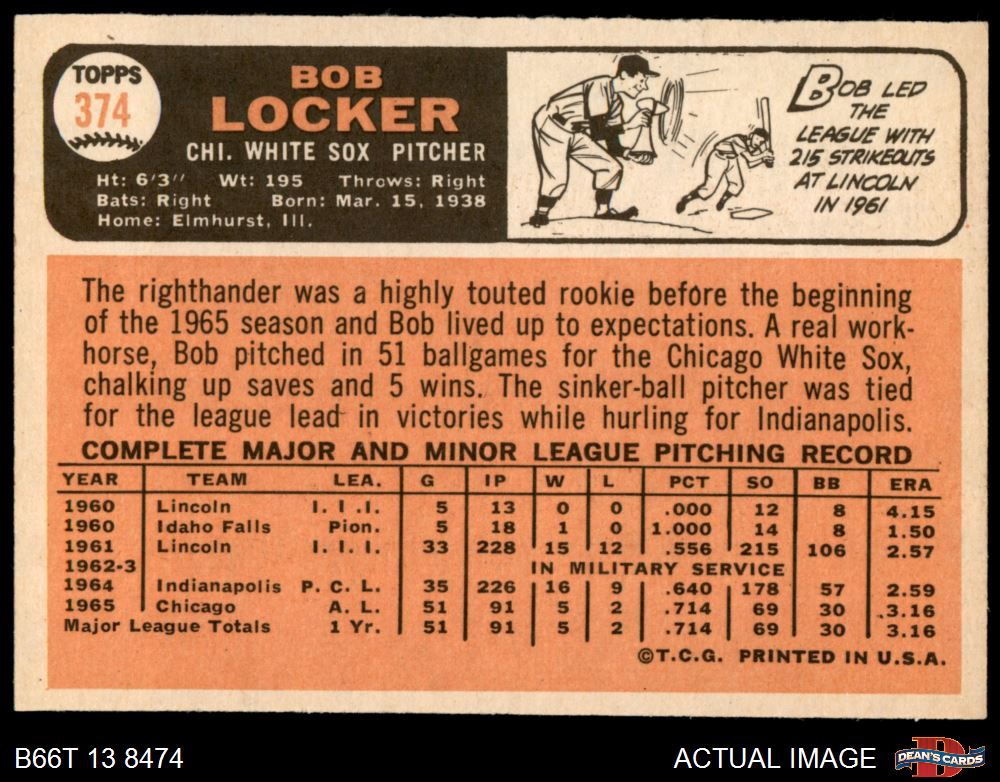 TOPPS
374
BOB
LOCKER
CHI. WHITE SOX PITCHER
Ht: 6'3" Wt: 195 Throws: Right
Bats: Right Born: Mar. 15, 1938
Home: Elmhurst, Ill.
BOB LED
THE
LEAGUE WITH
215 STRIKEOUTS
AT LINCOLN
IN 1961
The righthander was a highly touted rookie before the beginning
of the 1965 season and Bob lived up to expectations. A real work-
horse, Bob pitched in 51 ballgames for the Chicago White Sox,
chalking up saves and 5 wins. The sinker-ball pitcher was tied
for the league lead in victories while hurling for Indianapolis.
COMPLETE MAJOR AND MINOR LEAGUE PITCHING RECORD
YEAR TEAM LEA. G IP W L PCT SO BB ERA
1960 Lincoln I. I .I. 5 13 0 0 .000 12 8 4.15
1960 Idaho Falls Pion. 5 18 1 0 1.000 14 8 1.50
1961 Lincoln I. I. I. 33 228 15 12 .556 215 106 2.57
1962-3 IN MILITARY SERVICE
1964 Indianapolis P. C. L. 35 226 16 9 .640 178 57 2.59
1965 Chicago A. L. 51 91 5 2 .714 69 30 3.16
Major League Totals 1 Yr. 51 91 5 2 .714 69 30 3.16
©T.C.G. PRINTED IN U.S.A.
B66T 13 8474
ACTUAL IMAGE
D
DEAN'S CARDS